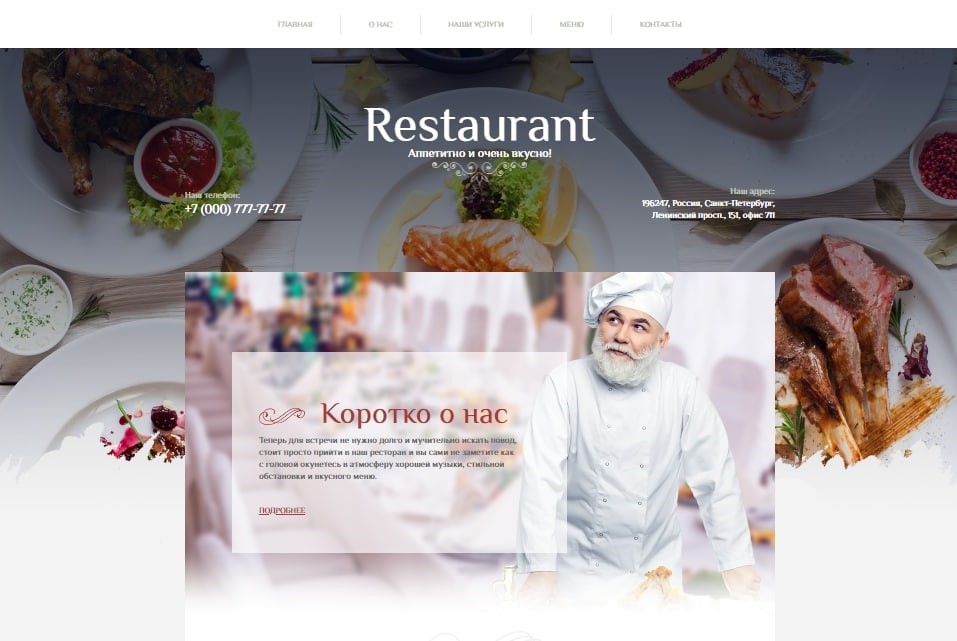 ГЛАВНАЯ
О НАС
НАШИ УСЛУГИ
МЕНЮ
КОНТАКТЫ
Restaurant
Аппетитно и очень вкусно!
Наш телефон:
+7 (000) 777-77-77
Наш адрес:
196247, Россия, Санкт-Петербург,
Ленинский просп., 151, офис 711
Коротко о нас
Теперь для встречи не нужно долго и мучительно искать повод,
стоит просто прийти в наш ресторан и вы сами не заметите как
с головой окунетесь в атмосферу хорошей музыки, стильной
обстановки и вкусного меню.
ПОДРОБНЕЕ